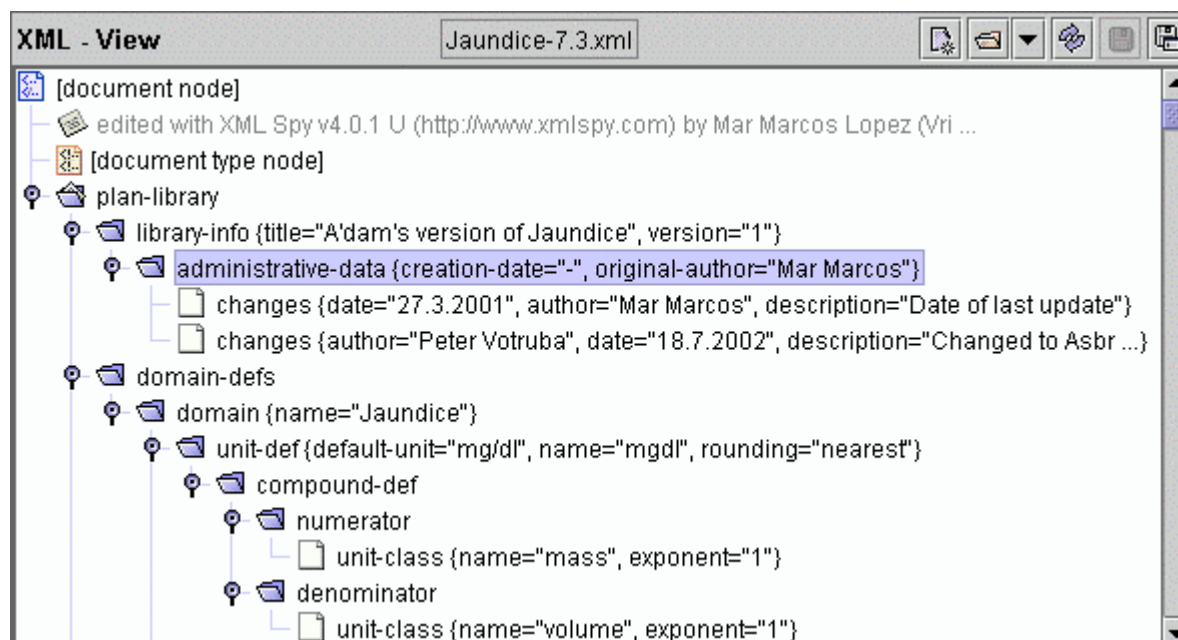 XML - View
Jaundice-7.3.xml
[document node]
edited with XML Spy v4.0.1 U (http://www.xmlspy.com) by Mar Marcos Lopez (Vri ...
[document type node]
plan-library
library-info {title="A'dam's version of Jaundice", version="1"}
administrative-data {creation-date="-", original-author="Mar Marcos"}
changes {date="27.3.2001", author="Mar Marcos", description="Date of last update"}
changes {author="Peter Votruba", date="18.7.2002", description="Changed to Asbr ...}
domain-defs
domain {name="Jaundice"}
unit-def {default-unit="mg/dl", name="mgdl", rounding="nearest"}
compound-def
numerator
unit-class {name="mass", exponent="1"}
denominator
unit-class {name="volume", exponent="1"}